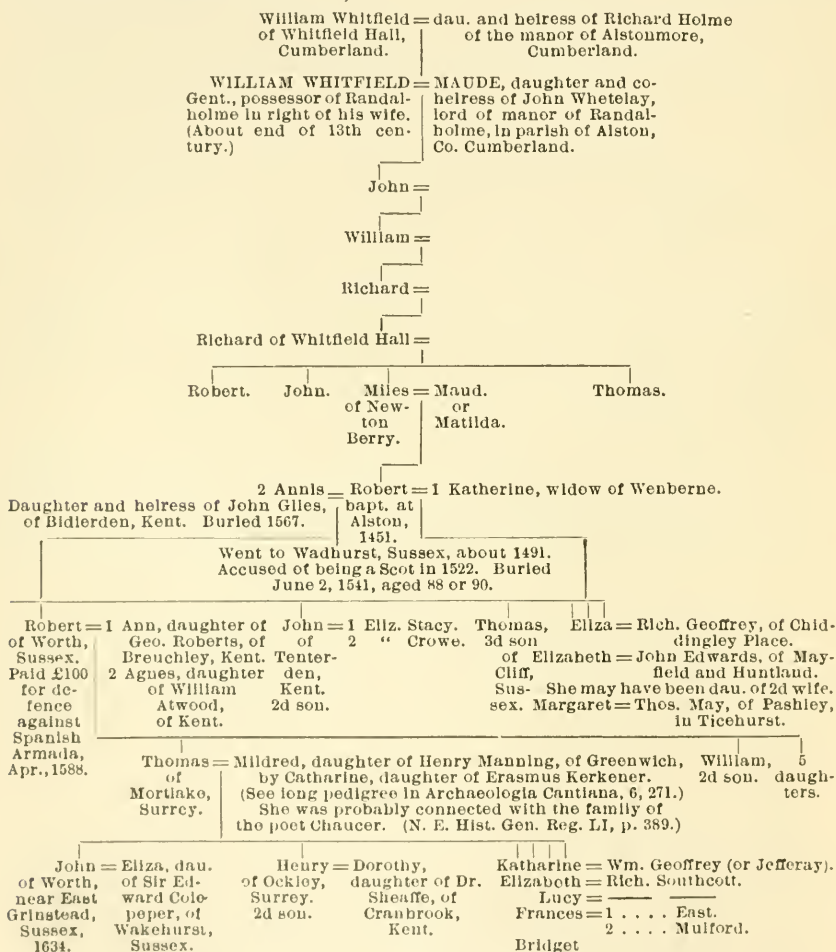 William Whitfield = dau. and heiress of Richard Holme
of Whitfield Hall, of the manor of Alstonmore,
Cumberland. Cumberland.
WILLIAM WHITFIELD = MAUDE, daughter and co-
Gent., possessor of Randal- heiress of John Whetelay,
holme in right of his wife. lord of manor of Randal-
(About end of 13th cen- holme, in parish of Alston,
tury.) Co. Cumberland.
John =
William =
Richard =
Richard of Whitfield Hall =
Robert. John. Miles = Maud. Thomas.
of New- or
ton Matilda.
Berry.
2 Annis = Robert = 1 Katherine, widow of Wenberne.
Daughter and heiress of John Giles, bapt. at
of Bidierden, Kent. Buried 1567. Alston,
1451.
Went to Wadhurst, Sussex, about 1491.
Accused of being a Scot in 1522. Buried
June 2, 1541, aged 88 or 90.
Robert = 1 Ann, daughter of John = 1 Eliz. Stacy. Thomas, Eliza = Rich. Geoffrey, of Chid-
of Worth, Geo. Roberts, of of 2 " Crowe. 3d son dingley Place.
Sussex. Breuchley, Kent. Tenter- of Elizabeth = John Edwards, of May-
Paid £100 2 Agnes, daughter den, Cliff, field and Huntland.
for de- of William Kent. Sus- She may have been dau. of 2d wife.
fence Atwood, 2d son. sex. Margaret = Thos. May, of Pashley,
against of Kent. in Ticehurst.
Spanish
Armada,
Apr., 1588.
Thomas = Mildred, daughter of Henry Manning, of Greenwich, William, 5
of by Catharine, daughter of Erasmus Kerkener. 2d son. daugh-
Mortlake, (See long pedigree in Archaeologia Cantiana, 6, 271.) ters.
Surrey. She was probably connected with the family of
the poet Chaucer. (N. E. Hist. Gen. Reg. LI, p. 389.)
John = Eliza, dau. Henry = Dorothy, Katharine = Wm. Geoffrey (or Jefferay).
of Worth, of Sir Ed- of Ockley, daughter of Dr. Elizabeth = Rich. Southcott.
near East ward Colo- Surrey. Sheaffe, of Lucy = —— ——
Grinstead, peper, of 2d son. Cranbrook, Frances = 1 . . . . East.
Sussex, Wakehurst, Kent. 2 . . . . Mulford.
1634. Sussex. Bridget